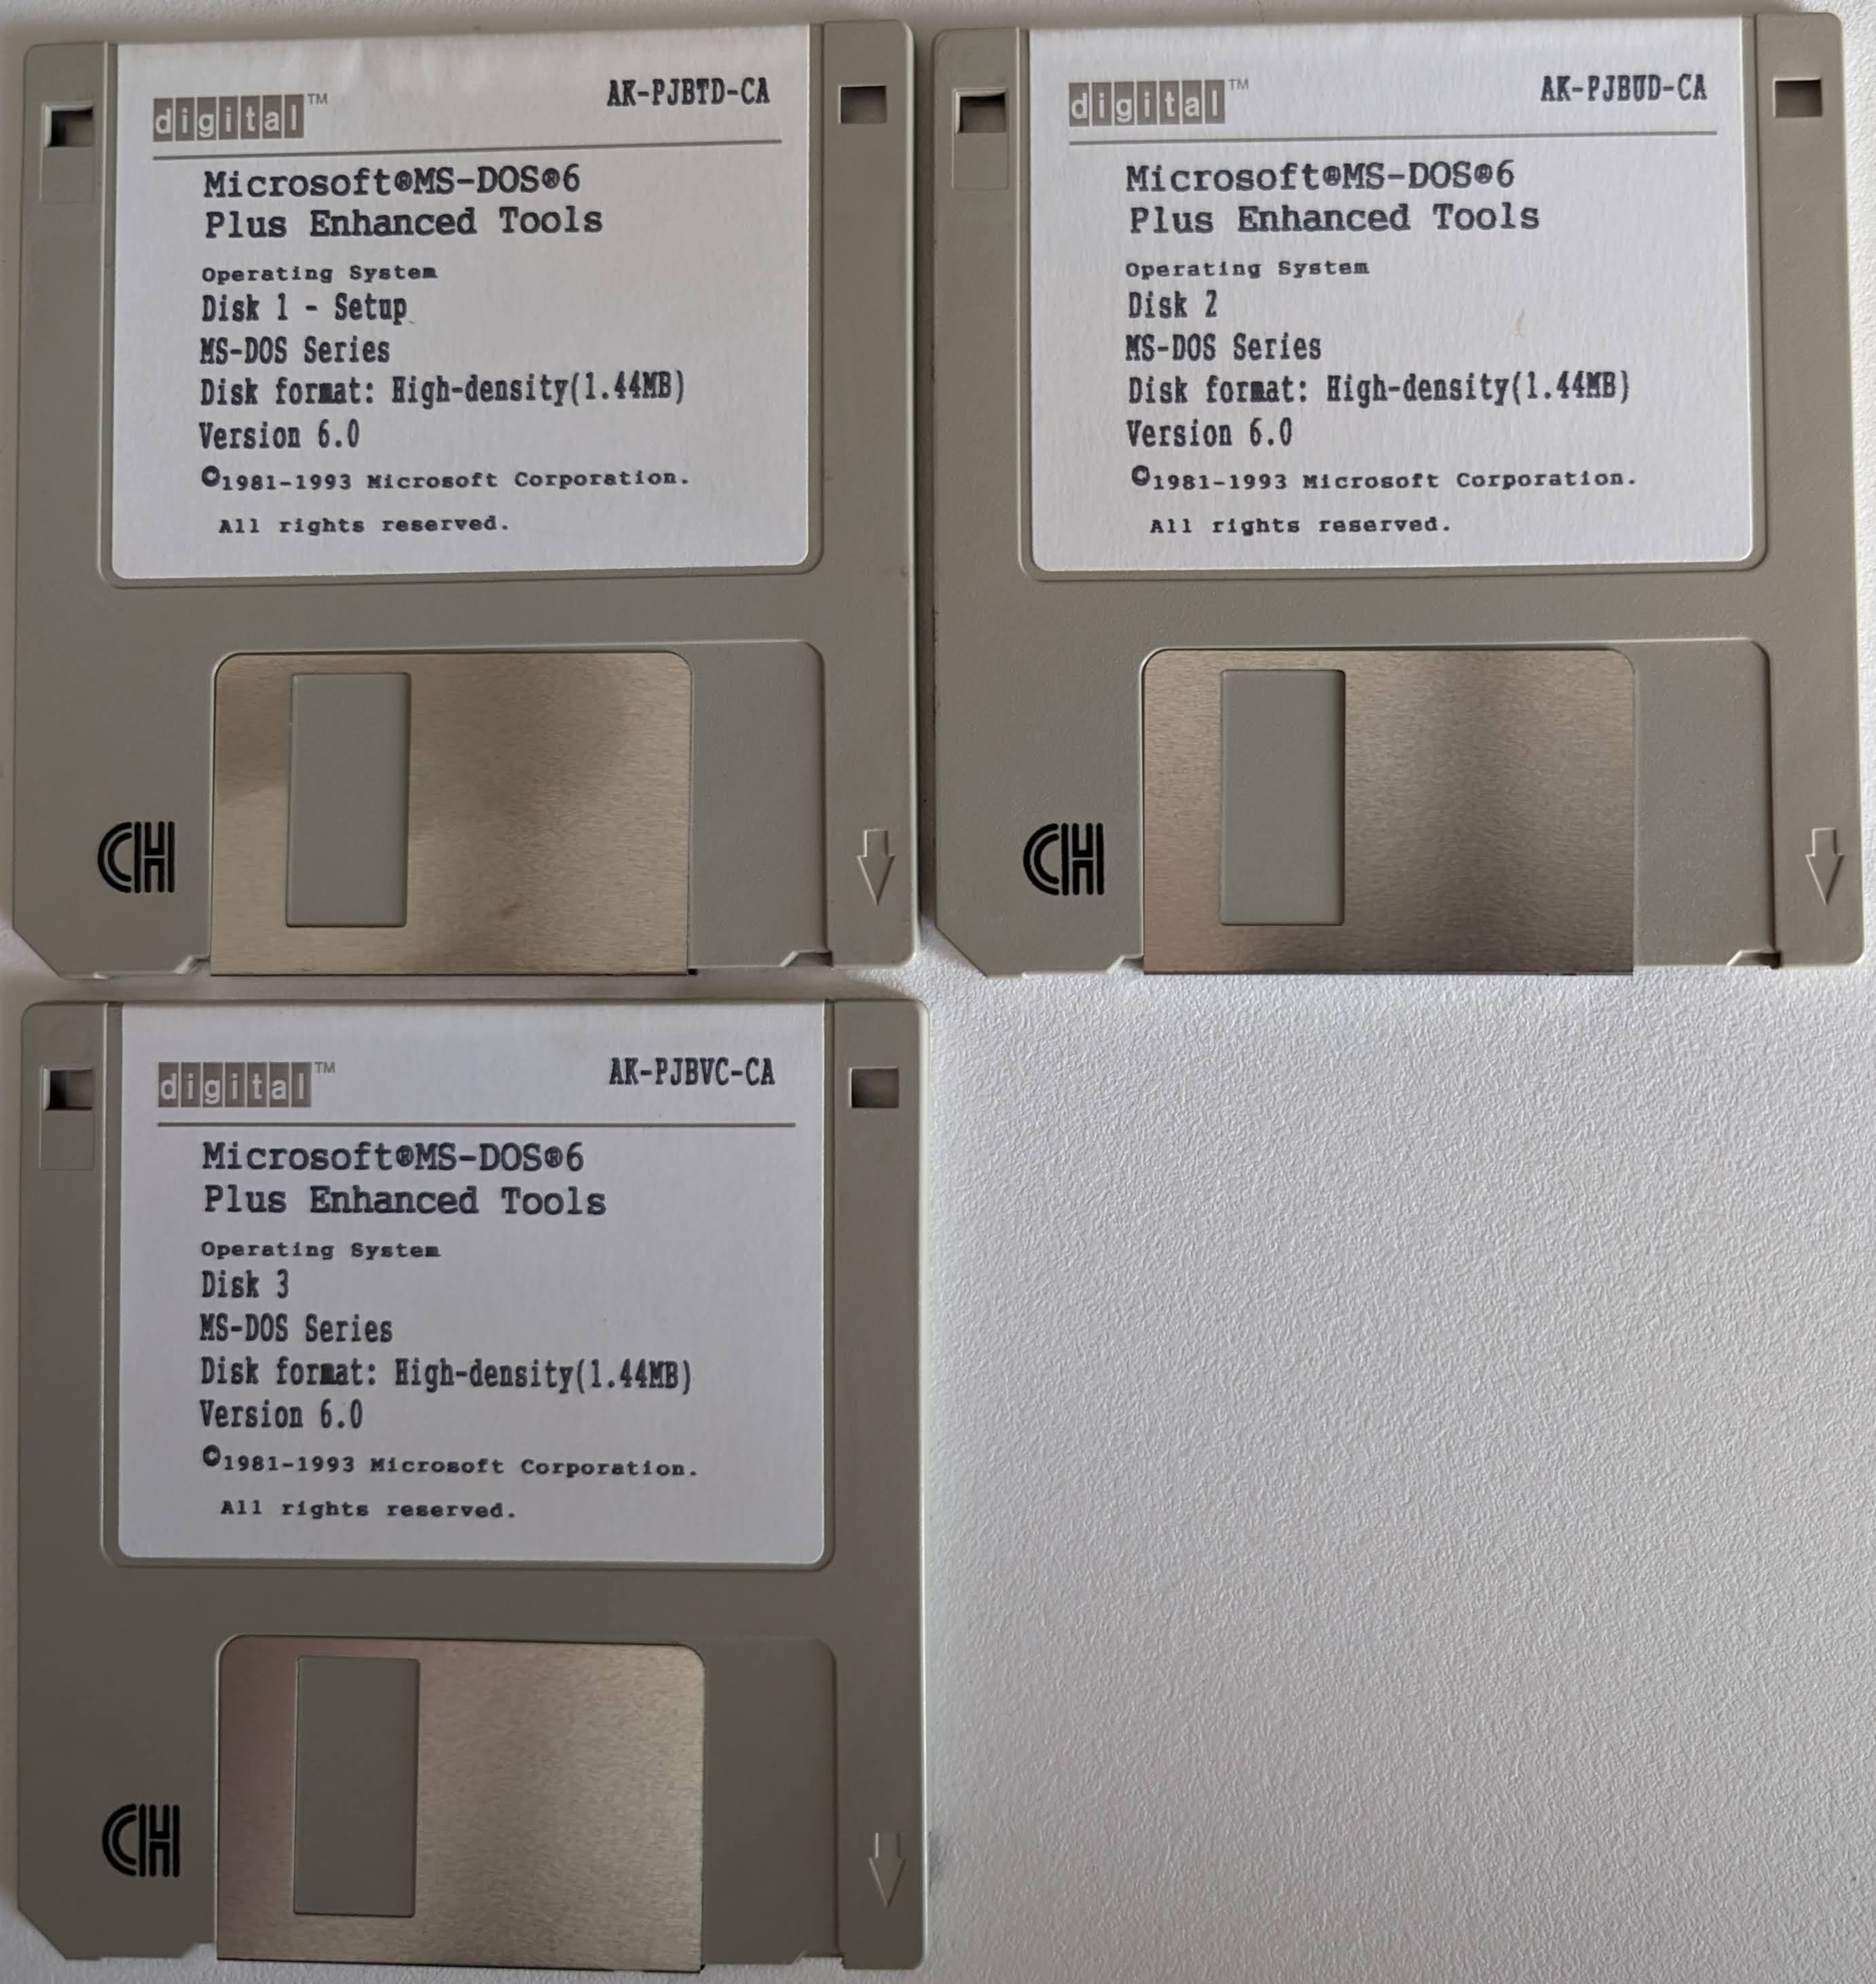 digital™ AK-PJBTD-CA
Microsoft®MS-DOS®6
Plus Enhanced Tools
Operating System
Disk 1 - Setup
MS-DOS Series
Disk format: High-density(1.44MB)
Version 6.0
©1981-1993 Microsoft Corporation.
All rights reserved.
CH
digital™ AK-PJBUD-CA
Microsoft®MS-DOS®6
Plus Enhanced Tools
Operating System
Disk 2
MS-DOS Series
Disk format: High-density(1.44MB)
Version 6.0
©1981-1993 Microsoft Corporation.
All rights reserved.
CH
digital™ AK-PJBVC-CA
Microsoft®MS-DOS®6
Plus Enhanced Tools
Operating System
Disk 3
MS-DOS Series
Disk format: High-density(1.44MB)
Version 6.0
©1981-1993 Microsoft Corporation.
All rights reserved.
CH